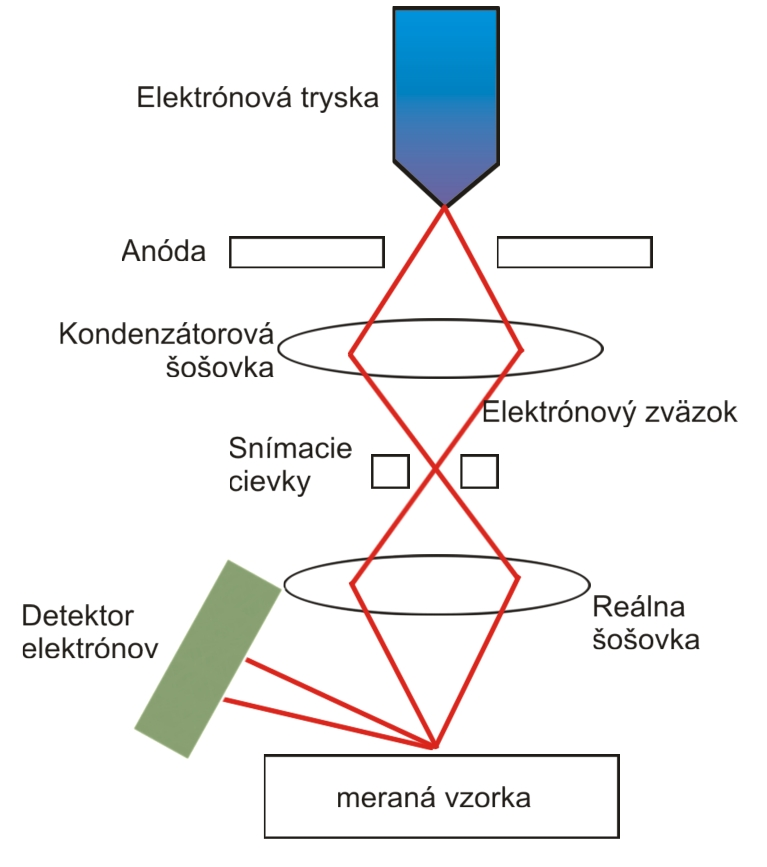 Elektrónová tryska
Anóda
Kondenzátorová
šošovka
Elektrónový zväzok
Snímacie
cievky
Reálna
šošovka
Detektor
elektrónov
meraná vzorka